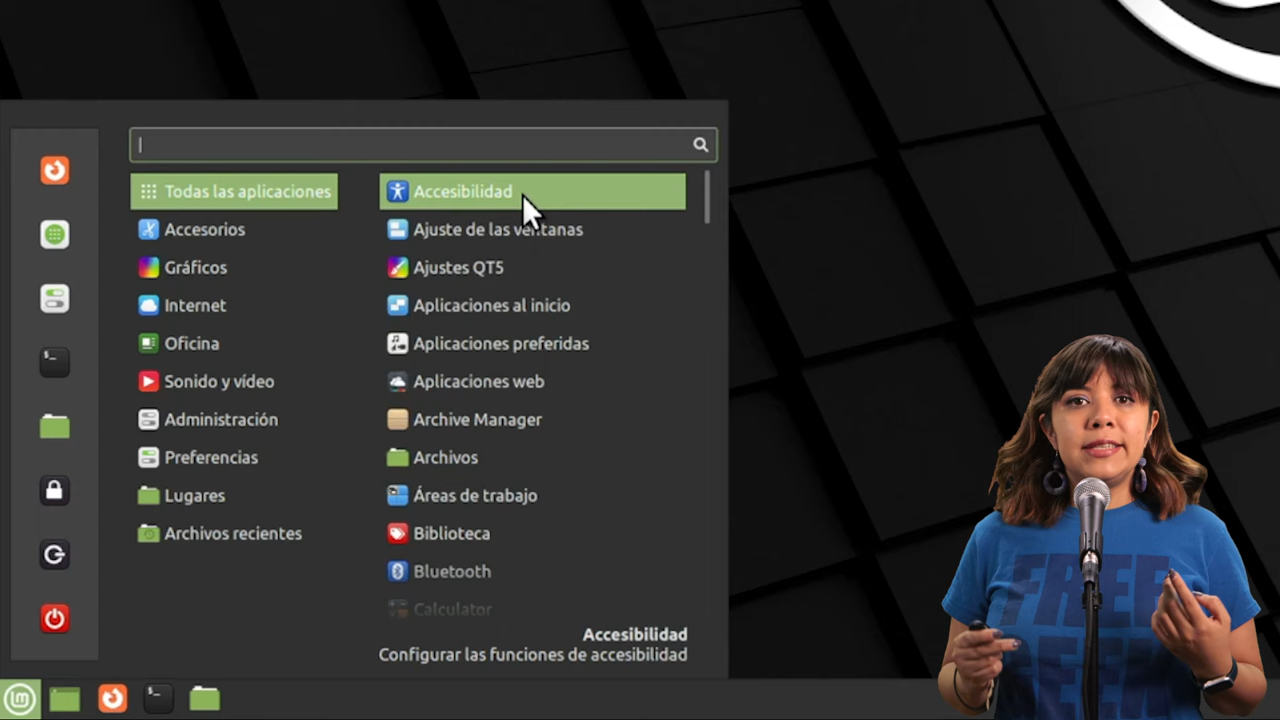 Todas las aplicaciones
Accesorios
Gráficos
Internet
Oficina
Sonido y vídeo
Administración
Preferencias
Lugares
Archivos recientes
Accesibilidad
Ajuste de las ventanas
Ajustes QT5
Aplicaciones al inicio
Aplicaciones preferidas
Aplicaciones web
Archive Manager
Archivos
Áreas de trabajo
Biblioteca
Bluetooth
Calculator
Accesibilidad
Configurar las funciones de accesibilidad
FREE